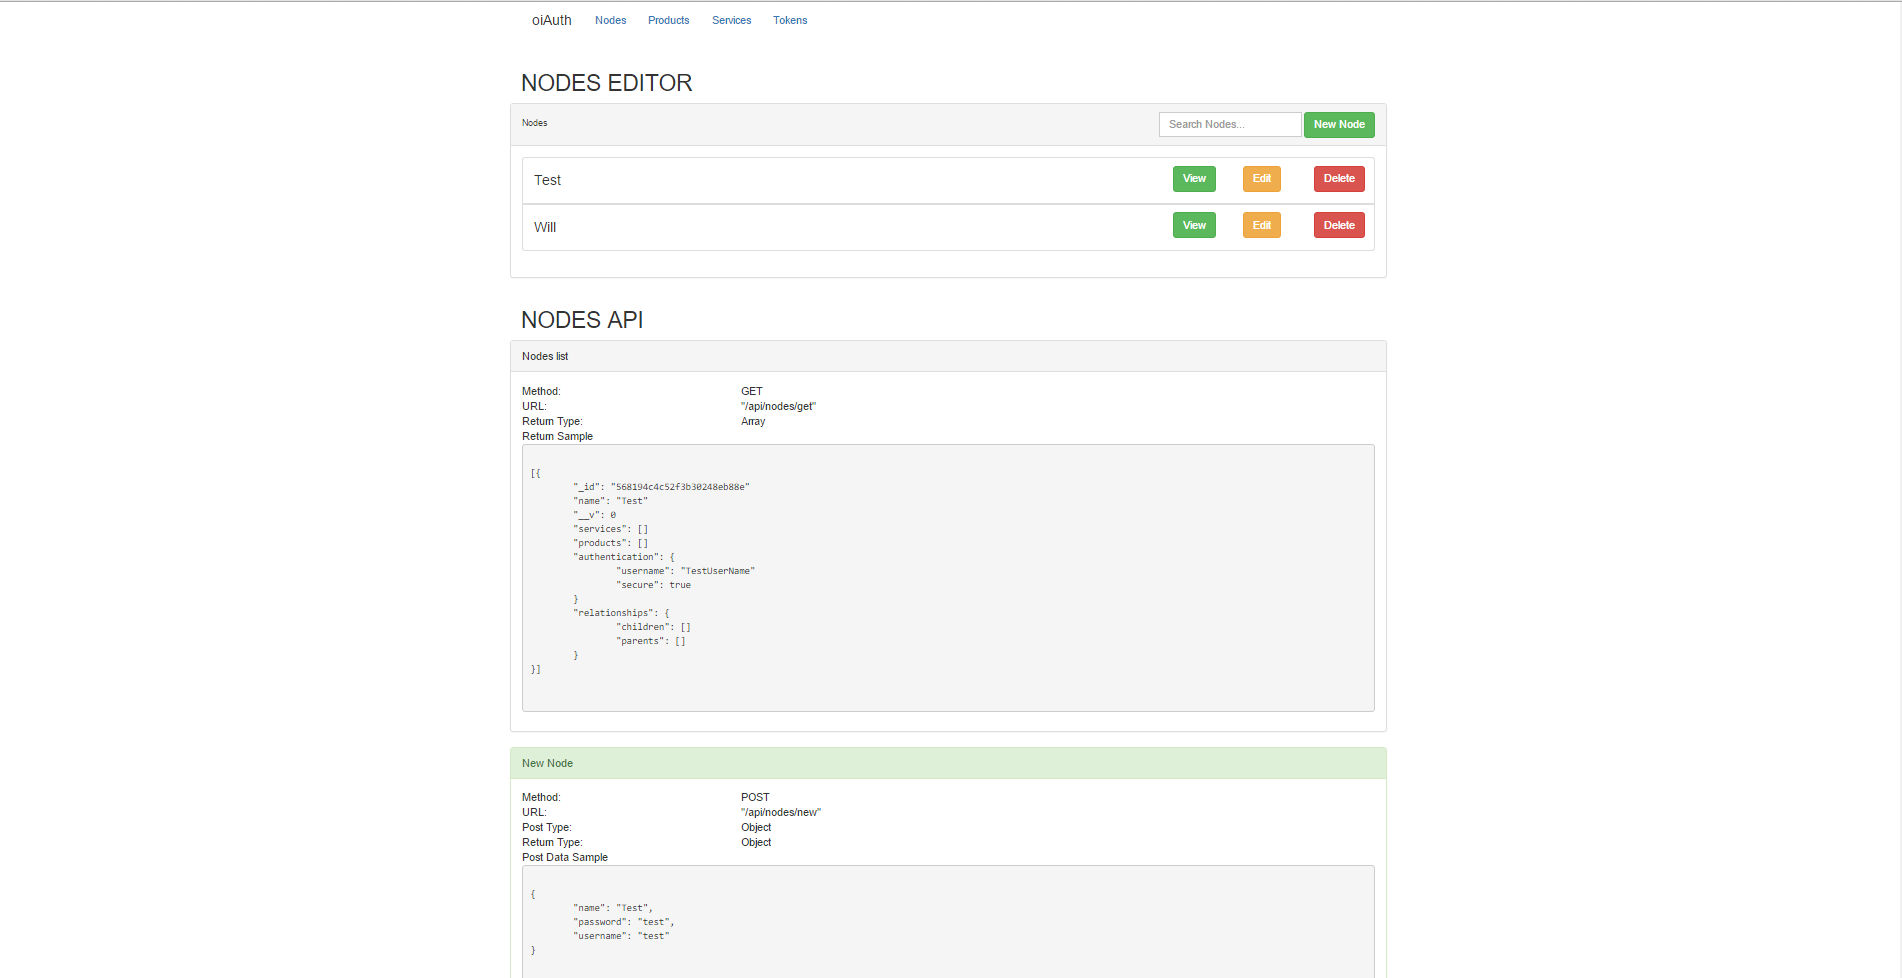 oiAuth Nodes Products Services Tokens
NODES EDITOR
Nodes Search Nodes... New Node
Test View Edit Delete
Will View Edit Delete
NODES API
Nodes list
Method: GET
URL: "/api/nodes/get"
Return Type: Array
Return Sample
[{
"_id": "568194c4c52f3b30248eb88e"
"name": "Test"
"__v": 0
"services": []
"products": []
"authentication": {
"username": "TestUserName"
"secure": true
}
"relationships": {
"children": []
"parents": []
}
}]
New Node
Method: POST
URL: "/api/nodes/new"
Post Type: Object
Return Type: Object
Post Data Sample
{
"name": "Test",
"password": "test",
"username": "test"
}